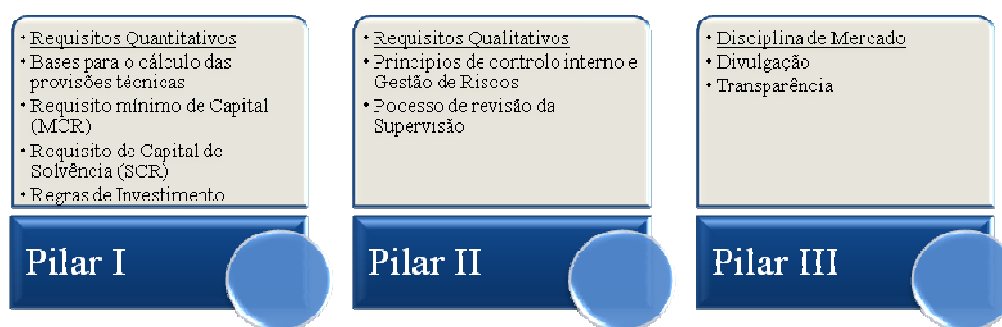 • Requisitos Quantitativos
• Bases para o cálculo das
provisões técnicas
• Requisito mínimo de Capital
(MCR)
• Requisito de Capital de
Solvência (SCR)
• Regras de Investimento
Pilar I
• Requisitos Qualitativos
• Principios de controlo interno e
Gestão de Riscos
• Pocesso de revisão da
Supervisão
Pilar II
• Disciplina de Mercado
• Divulgação
• Transparência
Pilar III